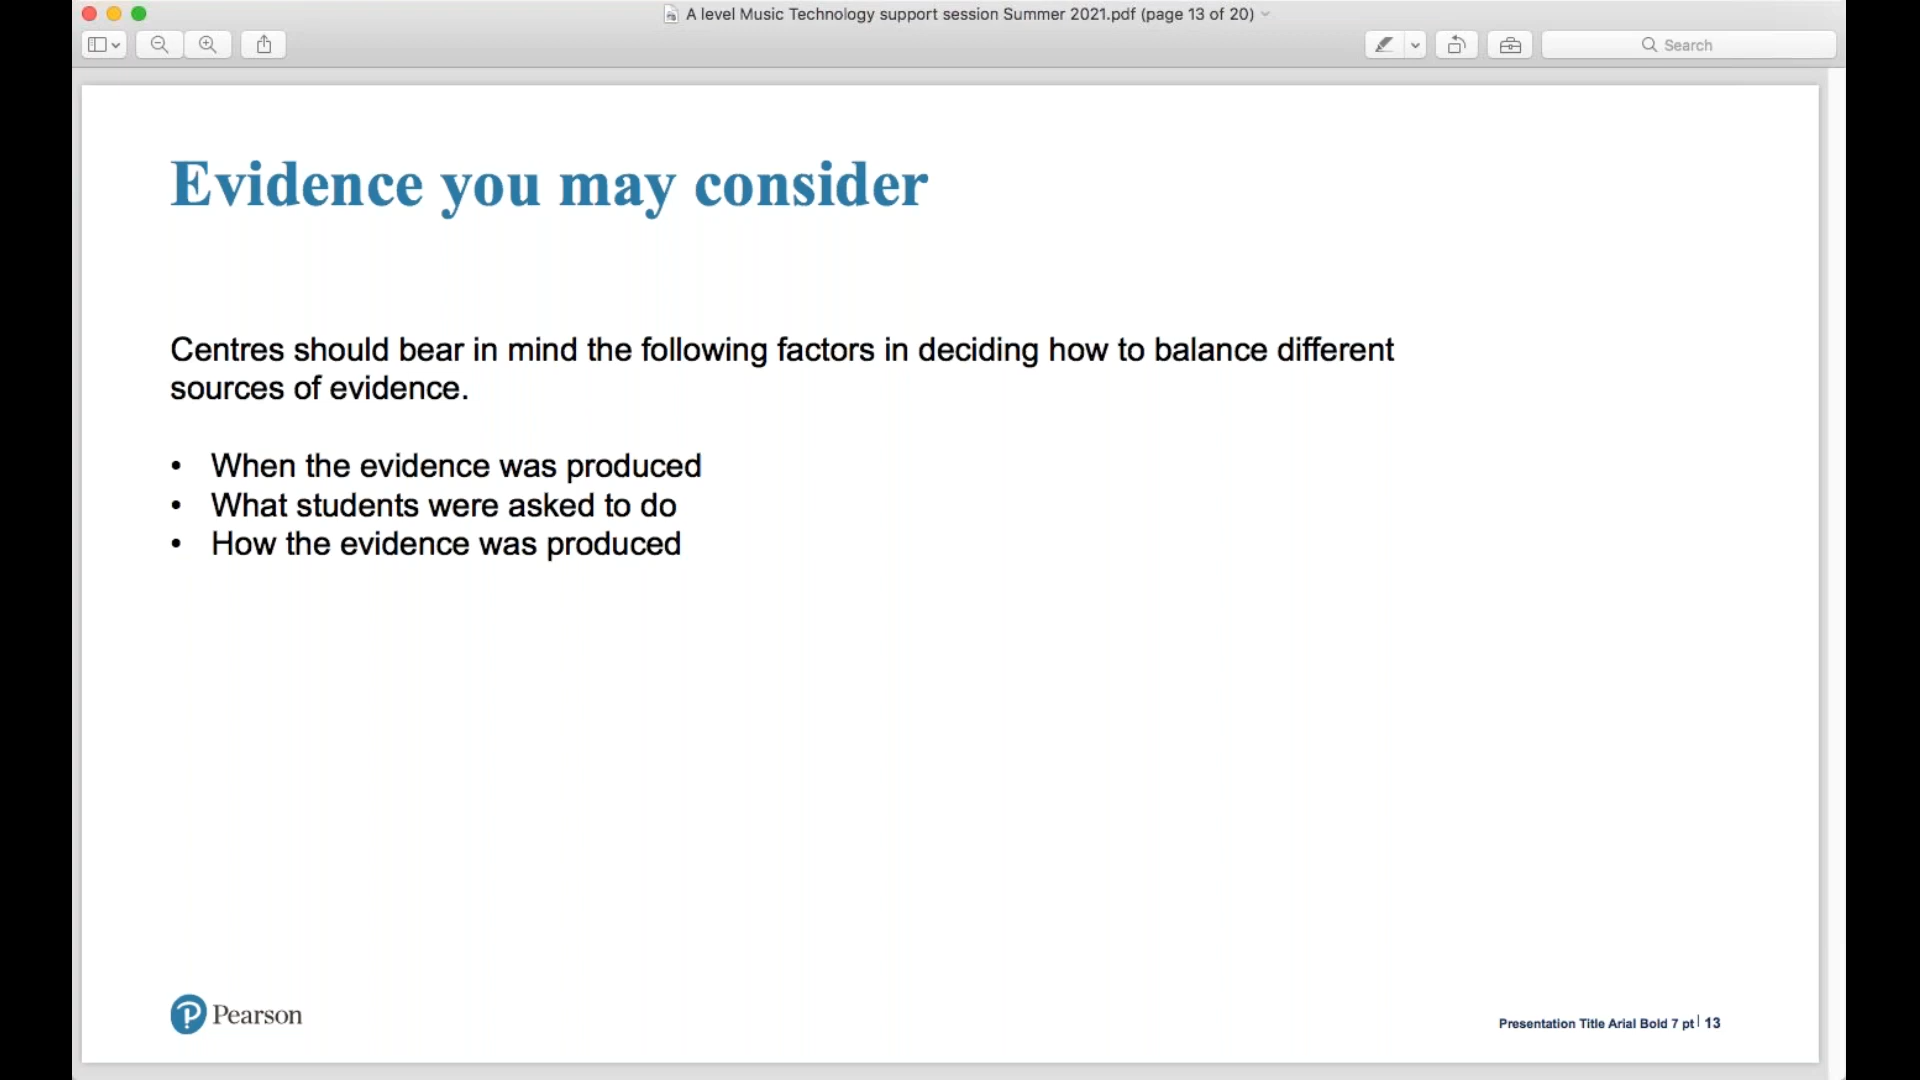 A level Music Technology support session Summer 2021.pdf (page 13 of 20)
Search
Evidence you may consider
Centres should bear in mind the following factors in deciding how to balance different
sources of evidence.
• When the evidence was produced
• What students were asked to do
• How the evidence was produced
Pearson
Presentation Title Arial Bold 7 pt | 13